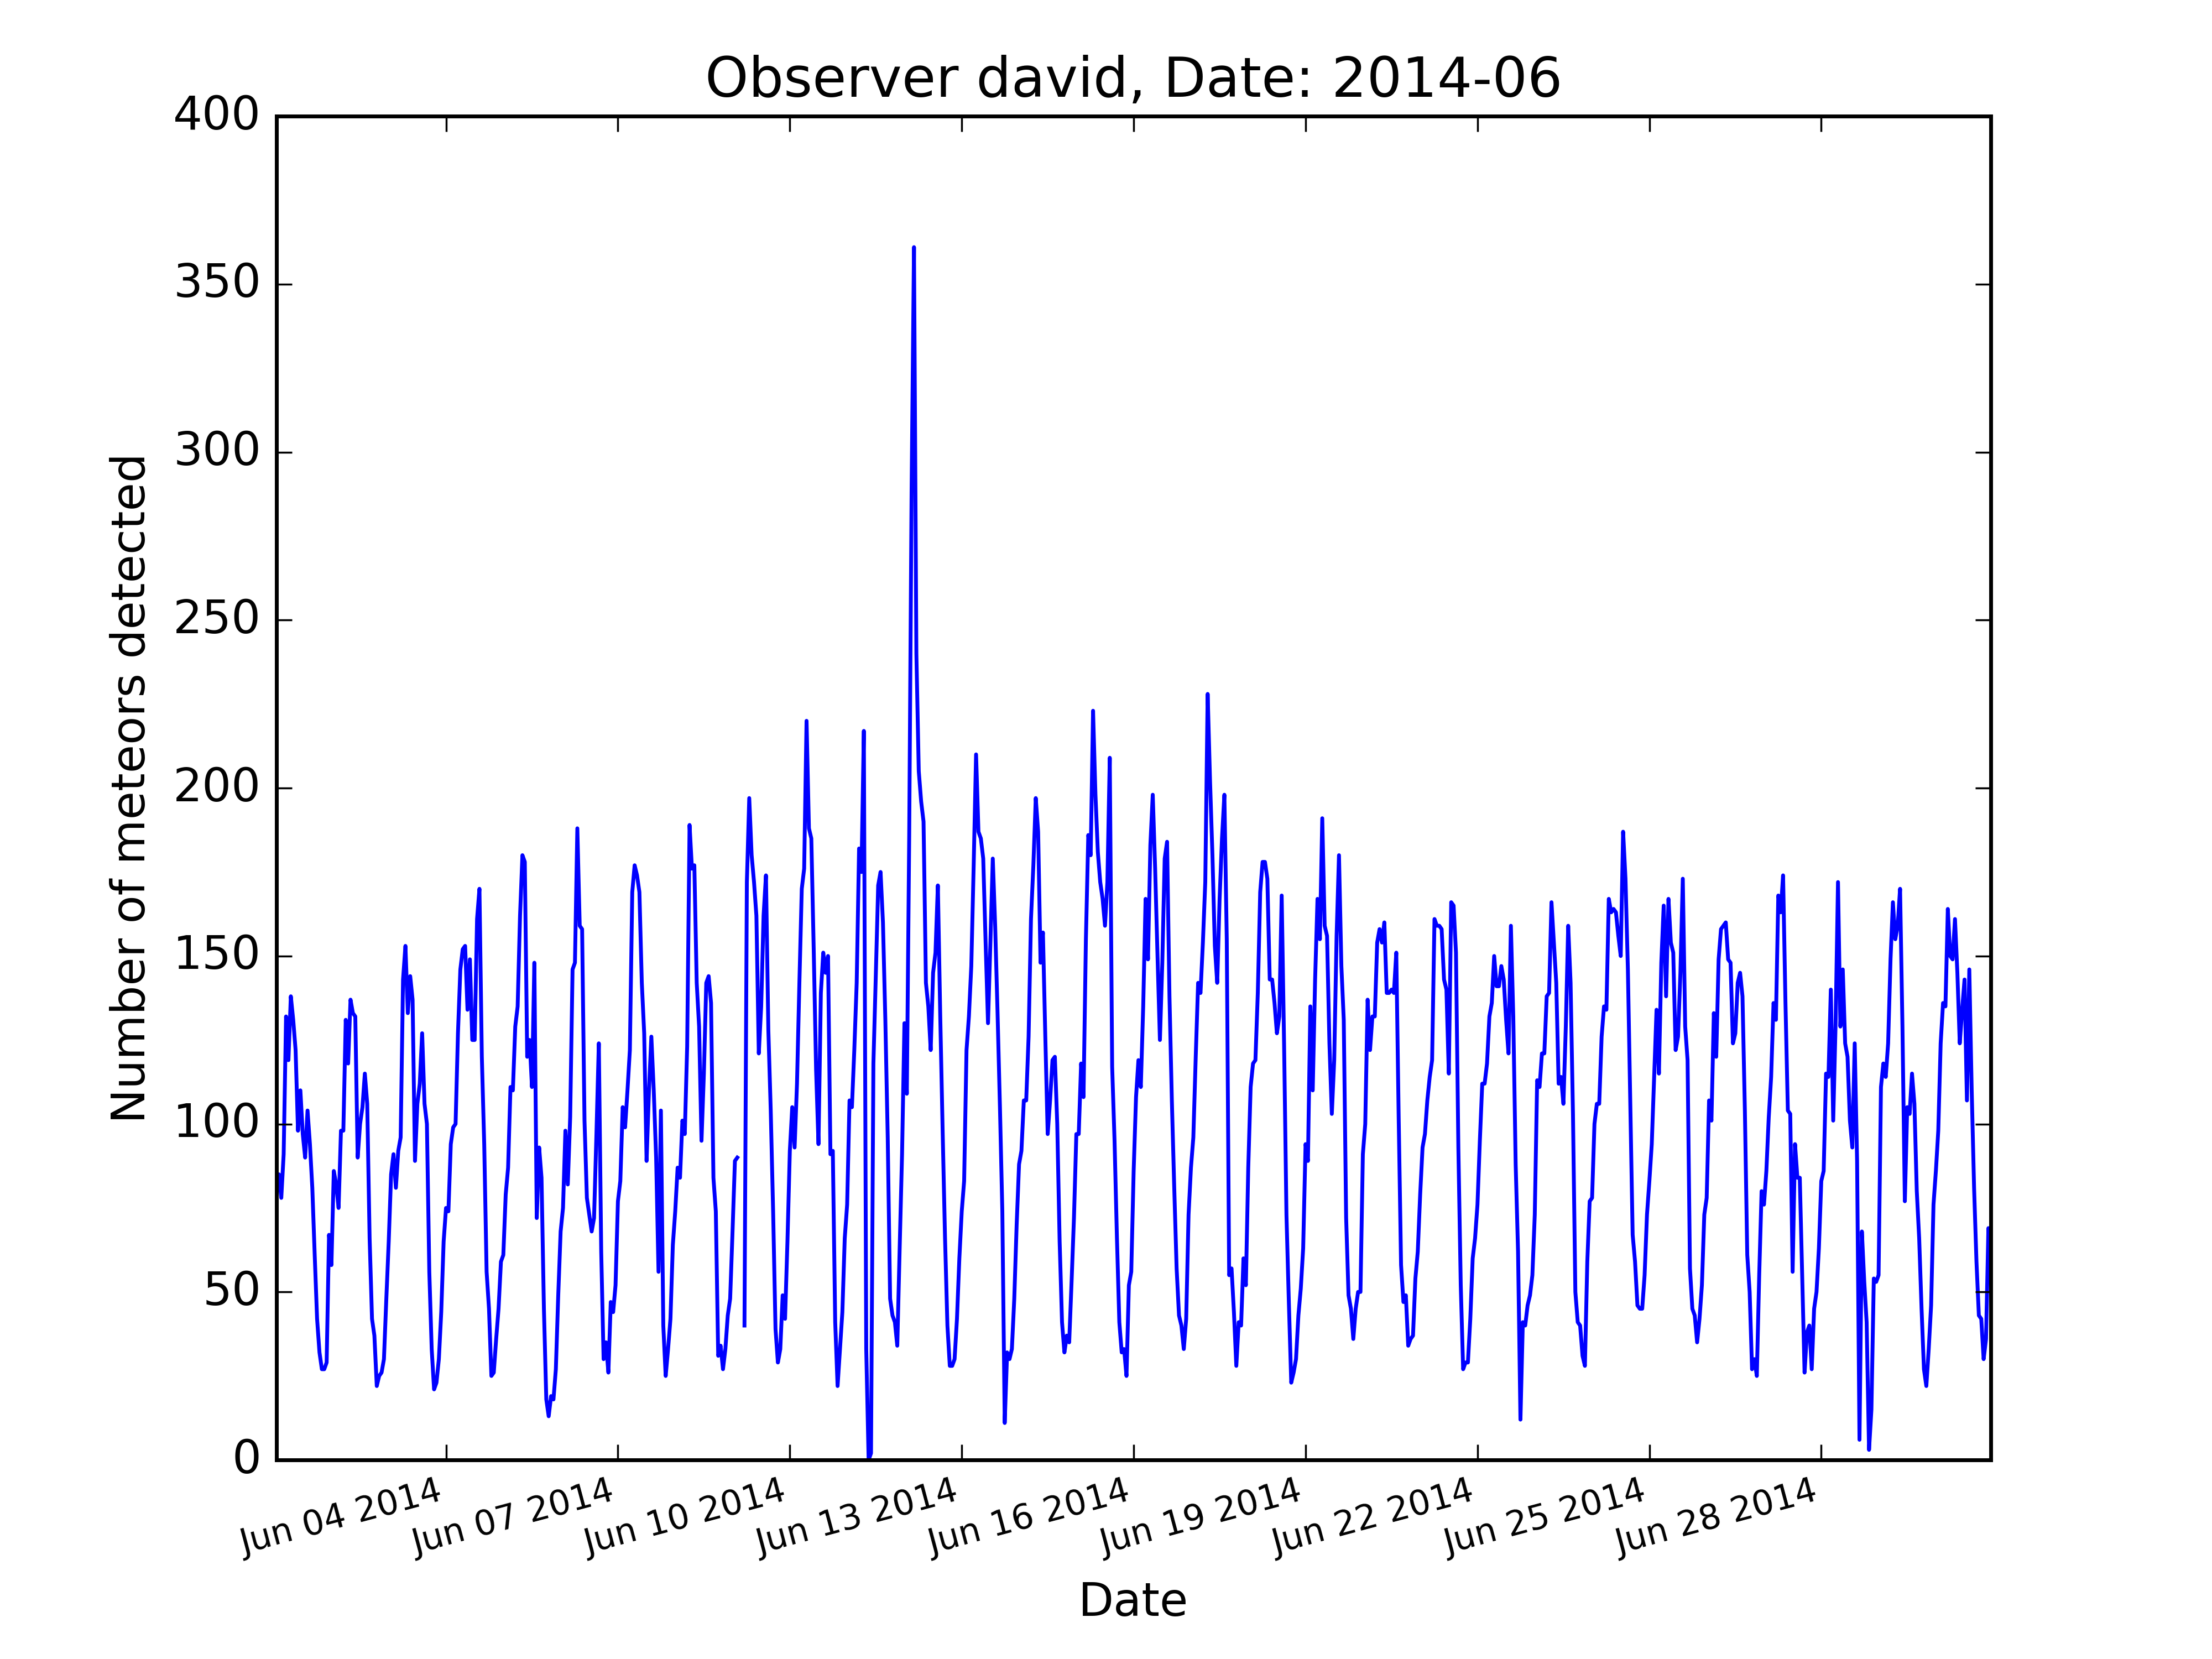 Observer david, Date: 2014-06
400
350
300
250
200
150
100
50
0
Number of meteors detected
Jun 04 2014
Jun 07 2014
Jun 10 2014
Jun 13 2014
Jun 16 2014
Jun 19 2014
Jun 22 2014
Jun 25 2014
Jun 28 2014
Date